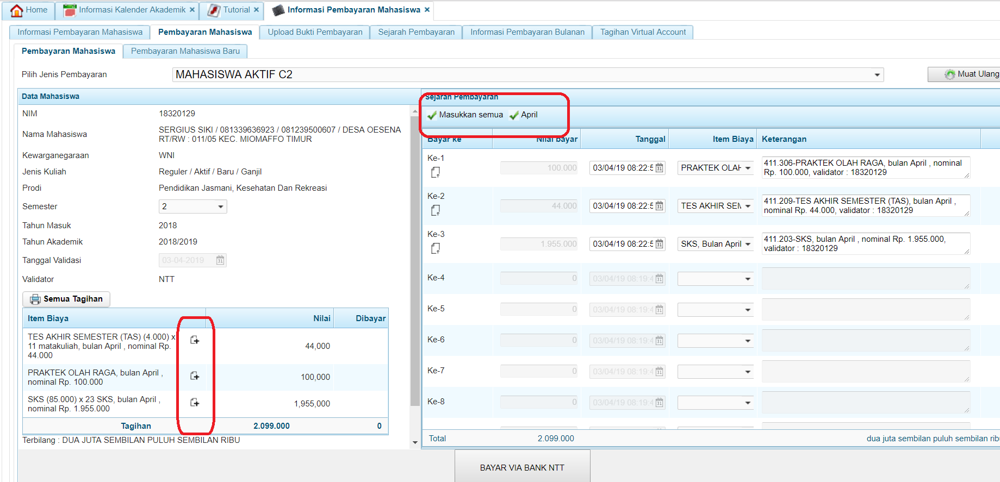 Home
Informasi Kalender Akademik
Tutorial
Informasi Pembayaran Mahasiswa
Informasi Pembayaran Mahasiswa
Pembayaran Mahasiswa
Upload Bukti Pembayaran
Sejarah Pembayaran
Informasi Pembayaran Bulanan
Tagihan Virtual Account
Pembayaran Mahasiswa
Pembayaran Mahasiswa Baru
Pilih Jenis Pembayaran
MAHASISWA AKTIF C2
Muat Ulang
Data Mahasiswa
NIM
18320129
Nama Mahasiswa
SERGIUS SIKI / 081339636923 / 081239500607 / DESA OESENA
RT/RW : 011/05 KEC. MIOMAFFO TIMUR
Kewarganegaraan
WNI
Jenis Kuliah
Reguler / Aktif / Baru / Ganjil
Prodi
Pendidikan Jasmani, Kesehatan Dan Rekreasi
Semester
2
Tahun Masuk
2018
Tahun Akademik
2018/2019
Tanggal Validasi
03-04-2019
Validator
NTT
Semua Tagihan
Item Biaya
Nilai
Dibayar
TES AKHIR SEMESTER (TAS) (4.000) x
11 matakuliah, bulan April , nominal Rp.
44.000
44,000
PRAKTEK OLAH RAGA, bulan April ,
nominal Rp. 100.000
100,000
SKS (85.000) x 23 SKS, bulan April ,
nominal Rp. 1.955.000
1,955,000
Tagihan
2.099.000
0
Terbilang : DUA JUTA SEMBILAN PULUH SEMBILAN RIBU
Sejarah Pembayaran
Masukkan semua
April
Bayar ke
Nilai bayar
Tanggal
Item Biaya
Keterangan
Ke-1
100.000
03/04/19 08:22:5
PRAKTEK OLAH
411.306-PRAKTEK OLAH RAGA, bulan April , nominal
Rp. 100.000, validator : 18320129
Ke-2
44.000
03/04/19 08:22:5
TES AKHIR SEM
411.209-TES AKHIR SEMESTER (TAS), bulan April ,
nominal Rp. 44.000, validator : 18320129
Ke-3
1.955.000
03/04/19 08:22:5
SKS, Bulan April
411.203-SKS, bulan April , nominal Rp. 1.955.000,
validator : 18320129
Ke-4
0
03/04/19 08:19:4
Ke-5
0
03/04/19 08:19:4
Ke-6
0
03/04/19 08:19:4
Ke-7
0
03/04/19 08:19:4
Ke-8
0
03/04/19 08:19:4
Total
2.099.000
dua juta sembilan puluh sembilan rib
BAYAR VIA BANK NTT